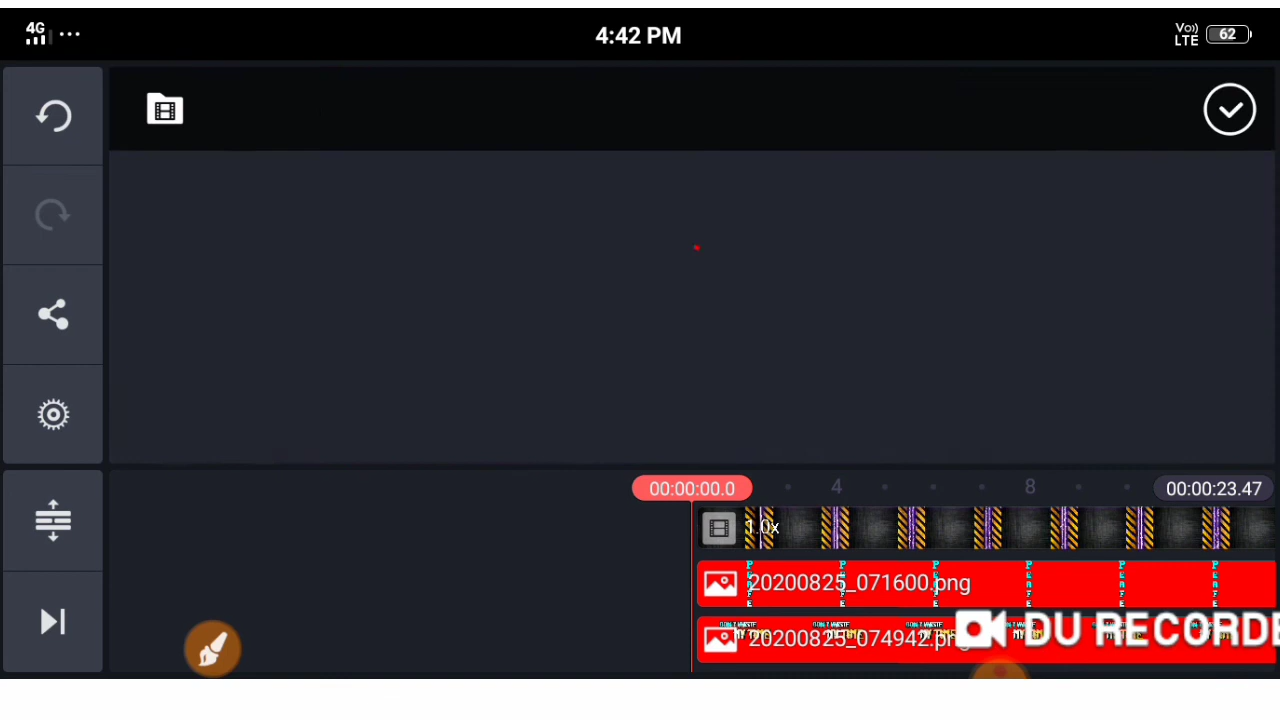 4G
4:42 PM
Vo)) LTE
62
00:00:00.0
4
8
00:00:23.47
1.0x
20200825_071600.png
20200825_074942.png
DU RECORDE